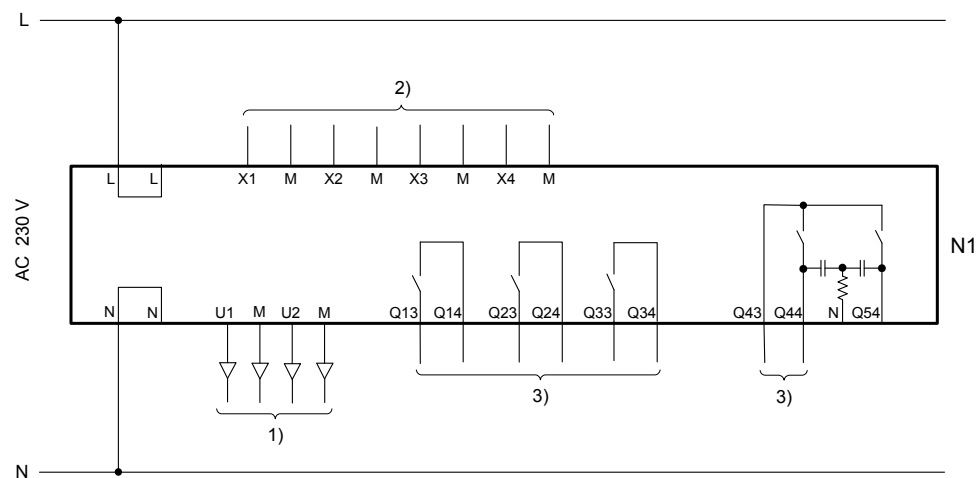 L
2)
L L X1 M X2 M X3 M X4 M
AC 230 V
N1
N N U1 M U2 M Q13 Q14 Q23 Q24 Q33 Q34 Q43 Q44 N Q54
1)
3)
3)
N